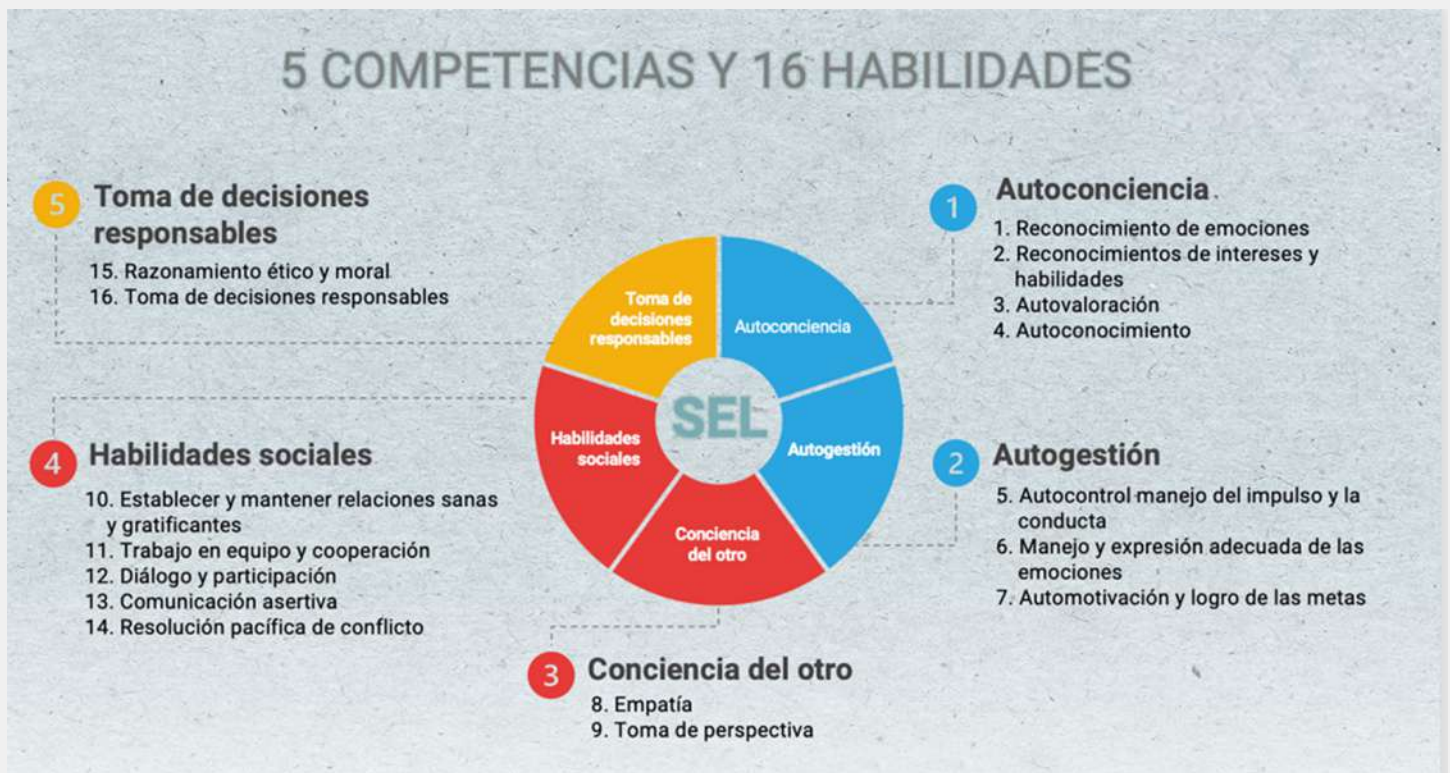 5 COMPETENCIAS Y 16 HABILIDADES
5
Toma de decisiones
responsables
15. Razonamiento ético y moral
16. Toma de decisiones responsables
1
Autoconciencia
1. Reconocimiento de emociones
2. Reconocimientos de intereses y
habilidades
3. Autovaloración
4. Autoconocimiento
Toma de
decisiones
responsables
Autoconciencia
SEL
Habilidades
sociales
Autogestión
Conciencia
del otro
4
Habilidades sociales
10. Establecer y mantener relaciones sanas
y gratificantes
11. Trabajo en equipo y cooperación
12. Diálogo y participación
13. Comunicación asertiva
14. Resolución pacífica de conflicto
2
Autogestión
5. Autocontrol manejo del impulso y la
conducta
6. Manejo y expresión adecuada de las
emociones
7. Automotivación y logro de las metas
3
Conciencia del otro
8. Empatía
9. Toma de perspectiva